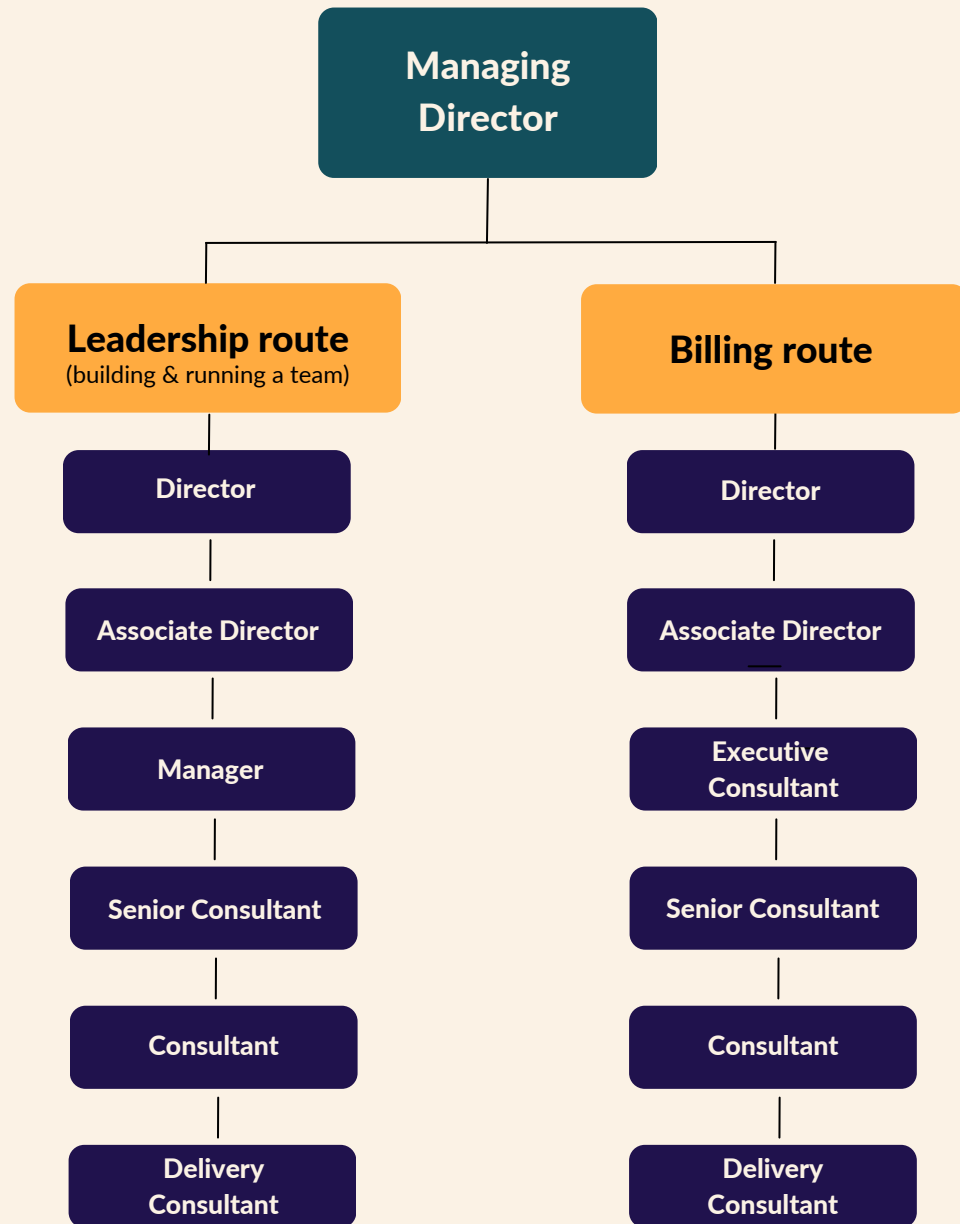 Managing
Director
Leadership route
(building & running a team)
Director
Associate Director
Manager
Senior Consultant
Consultant
Delivery
Consultant
Billing route
Director
Associate Director
Executive
Consultant
Senior Consultant
Consultant
Delivery
Consultant